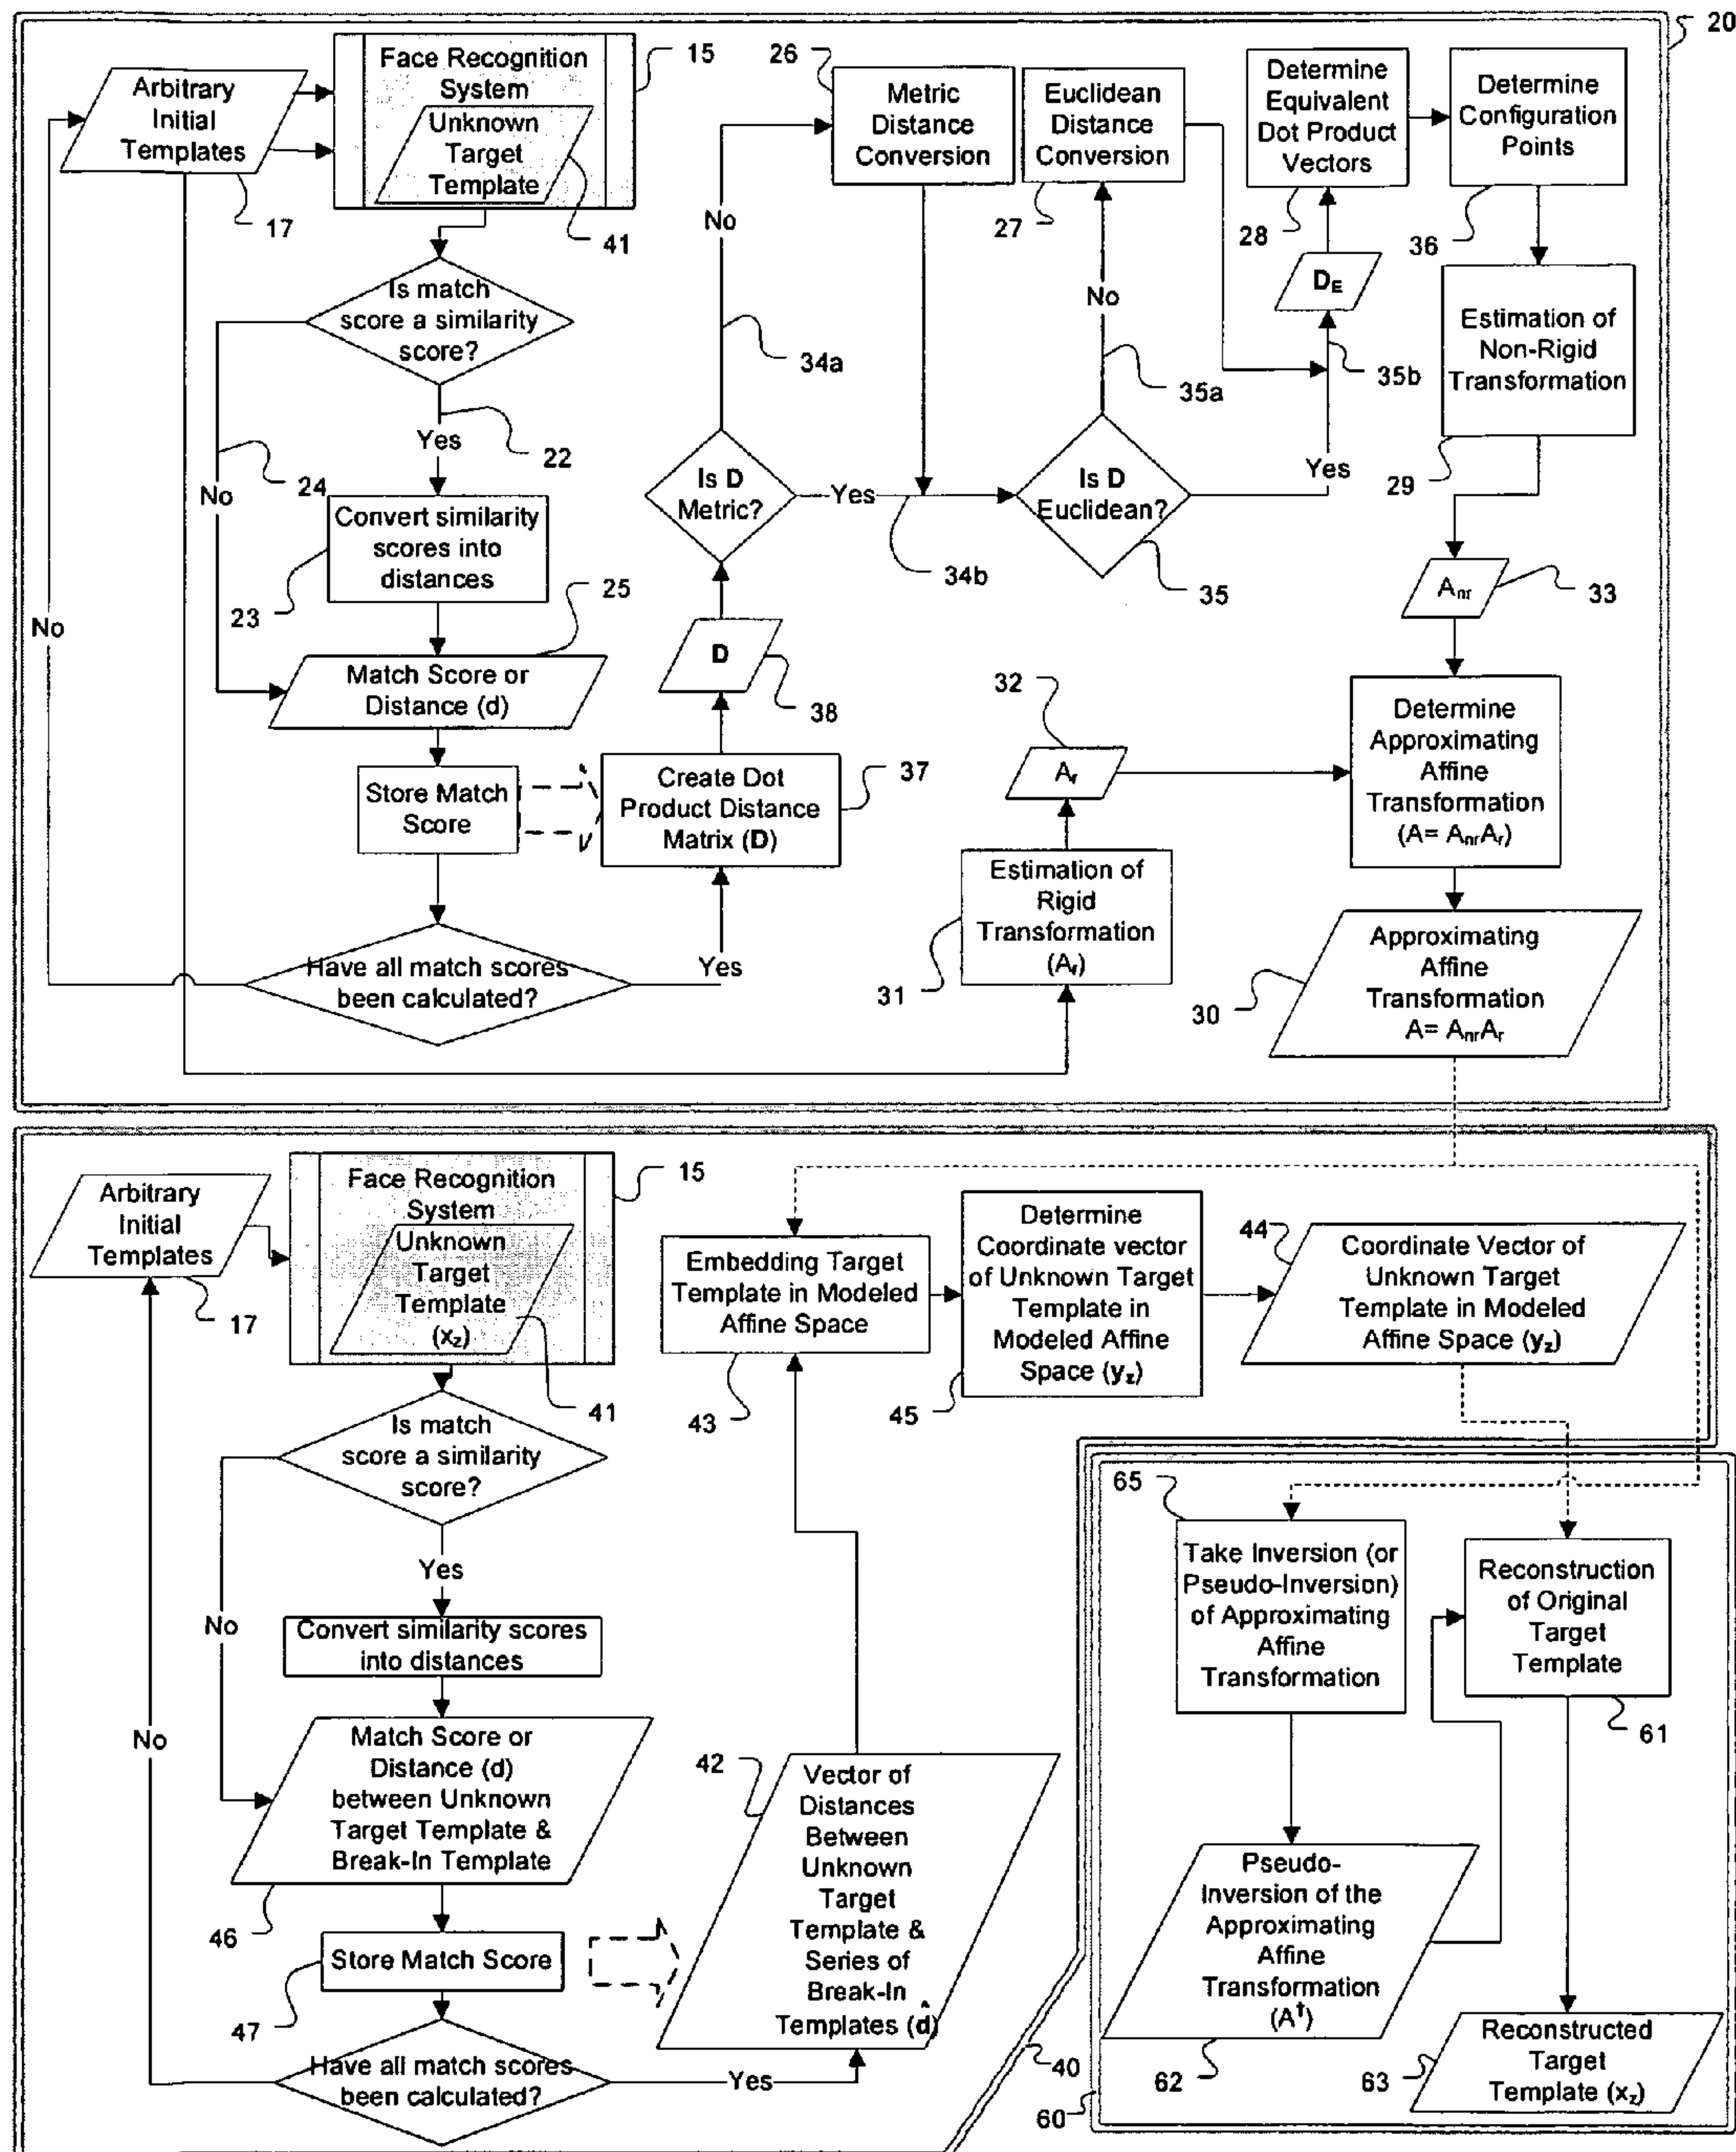 20
Arbitrary
Initial
Templates
17
Face Recognition
System
Unknown
Target
Template
15
41
Is match
score a similarity
score?
22
Yes
24
No
Convert similarity
scores into
distances
23
25
Match Score or
Distance (d)
Store Match
Score
Have all match scores
been calculated?
No
Yes
Create Dot
Product Distance
Matrix (D)
37
D
38
Is D
Metric?
No
34a
Yes
34b
26
Metric
Distance
Conversion
Euclidean
Distance
Conversion
27
No
35a
Is D
Euclidean?
35
Yes
35b
D_E
Determine
Equivalent
Dot Product
Vectors
28
Determine
Configuration
Points
36
Estimation of
Non-Rigid
Transformation
29
A_nr
33
32
A_r
Estimation of
Rigid
Transformation
(A_r)
31
Determine
Approximating
Affine
Transformation
(A= A_nrA_r)
Approximating
Affine
Transformation
A= A_nrA_r
30
Arbitrary
Initial
Templates
17
Face Recognition
System
Unknown
Target
Template
(x_z)
15
41
Is match
score a similarity
score?
No
Yes
Convert similarity scores
into distances
Match Score or
Distance (d)
between Unknown
Target Template &
Break-In Template
46
Store Match Score
47
Have all match scores
been calculated?
No
Yes
42
Vector of
Distances
Between
Unknown
Target
Template &
Series of
Break-In
Templates (d̂)
Embedding Target
Template in Modeled
Affine Space
43
Determine
Coordinate vector
of Unknown Target
Template in
Modeled Affine
Space (y_z)
45
44
Coordinate Vector of
Unknown Target
Template in Modeled
Affine Space (y_z)
40
65
Take Inversion (or
Pseudo-Inversion)
of Approximating
Affine
Transformation
Pseudo-
Inversion of the
Approximating
Affine
Transformation
(A†)
62
Reconstruction
of Original
Target
Template
61
Reconstructed
Target
Template (x_z)
63
60